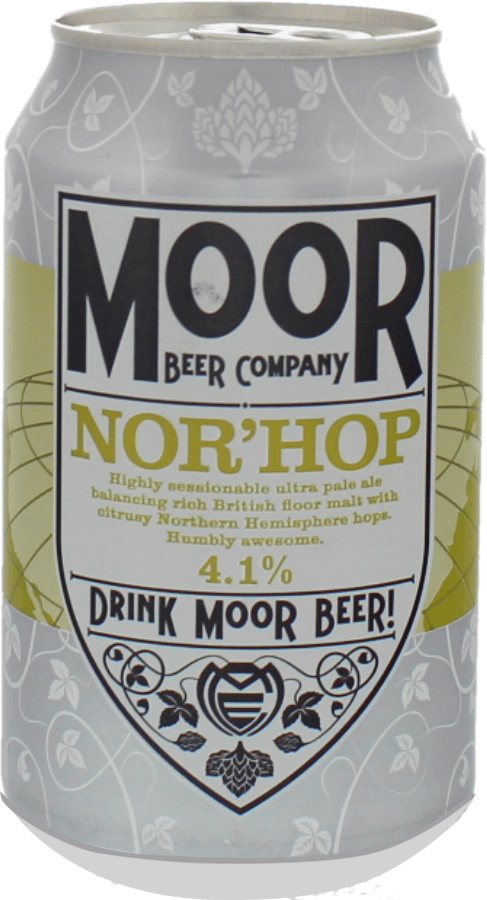 MOOR
BEER COMPANY
NOR'HOP
Highly sessionable ultra pale ale
balancing rich British floor malt with
citrusy Northern Hemisphere hops.
Humbly awesome.
4.1%
DRINK MOOR BEER!